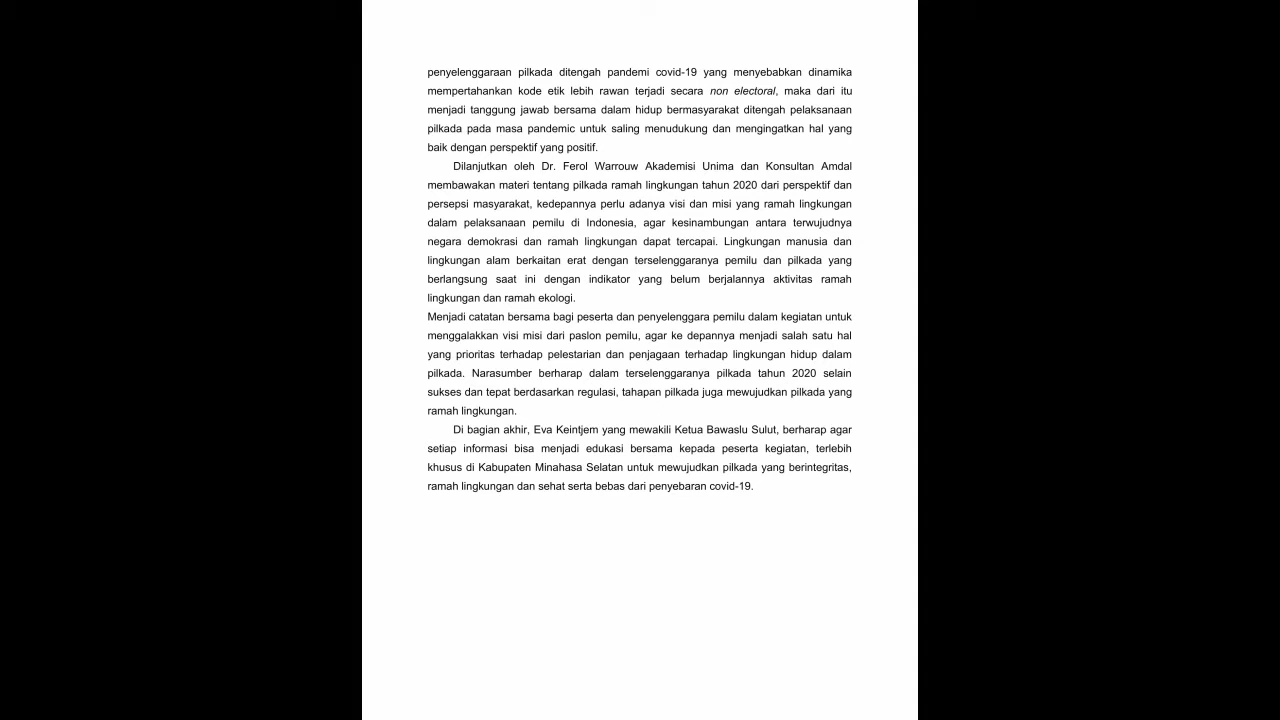 penyelenggaraan pilkada ditengah pandemi covid-19 yang menyebabkan dinamika
mempertahankan kode etik lebih rawan terjadi secara non electoral, maka dari itu
menjadi tanggung jawab bersama dalam hidup bermasyarakat ditengah pelaksanaan
pilkada pada masa pandemic untuk saling menudukung dan mengingatkan hal yang
baik dengan perspektif yang positif.
Dilanjutkan oleh Dr. Ferol Warrouw Akademisi Unima dan Konsultan Amdal
membawakan materi tentang pilkada ramah lingkungan tahun 2020 dari perspektif dan
persepsi masyarakat, kedepannya perlu adanya visi dan misi yang ramah lingkungan
dalam pelaksanaan pemilu di Indonesia, agar kesinambungan antara terwujudnya
negara demokrasi dan ramah lingkungan dapat tercapai. Lingkungan manusia dan
lingkungan alam berkaitan erat dengan terselenggaranya pemilu dan pilkada yang
berlangsung saat ini dengan indikator yang belum berjalannya aktivitas ramah
lingkungan dan ramah ekologi.
Menjadi catatan bersama bagi peserta dan penyelenggara pemilu dalam kegiatan untuk
menggalakkan visi misi dari paslon pemilu, agar ke depannya menjadi salah satu hal
yang prioritas terhadap pelestarian dan penjagaan terhadap lingkungan hidup dalam
pilkada. Narasumber berharap dalam terselenggaranya pilkada tahun 2020 selain
sukses dan tepat berdasarkan regulasi, tahapan pilkada juga mewujudkan pilkada yang
ramah lingkungan.
Di bagian akhir, Eva Keintjem yang mewakili Ketua Bawaslu Sulut, berharap agar
setiap informasi bisa menjadi edukasi bersama kepada peserta kegiatan, terlebih
khusus di Kabupaten Minahasa Selatan untuk mewujudkan pilkada yang berintegritas,
ramah lingkungan dan sehat serta bebas dari penyebaran covid-19.